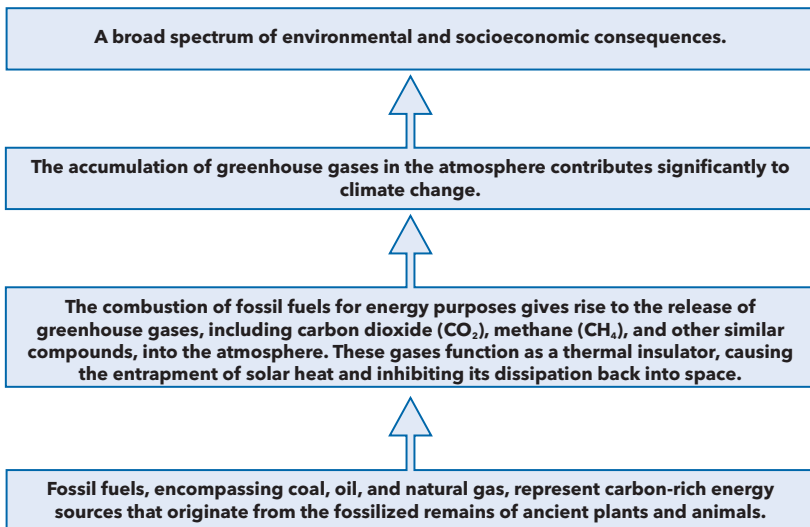 A broad spectrum of environmental and socioeconomic consequences.
The accumulation of greenhouse gases in the atmosphere contributes significantly to
climate change.
The combustion of fossil fuels for energy purposes gives rise to the release of
greenhouse gases, including carbon dioxide (CO₂), methane (CH₄), and other similar
compounds, into the atmosphere. These gases function as a thermal insulator, causing
the entrapment of solar heat and inhibiting its dissipation back into space.
Fossil fuels, encompassing coal, oil, and natural gas, represent carbon-rich energy
sources that originate from the fossilized remains of ancient plants and animals.